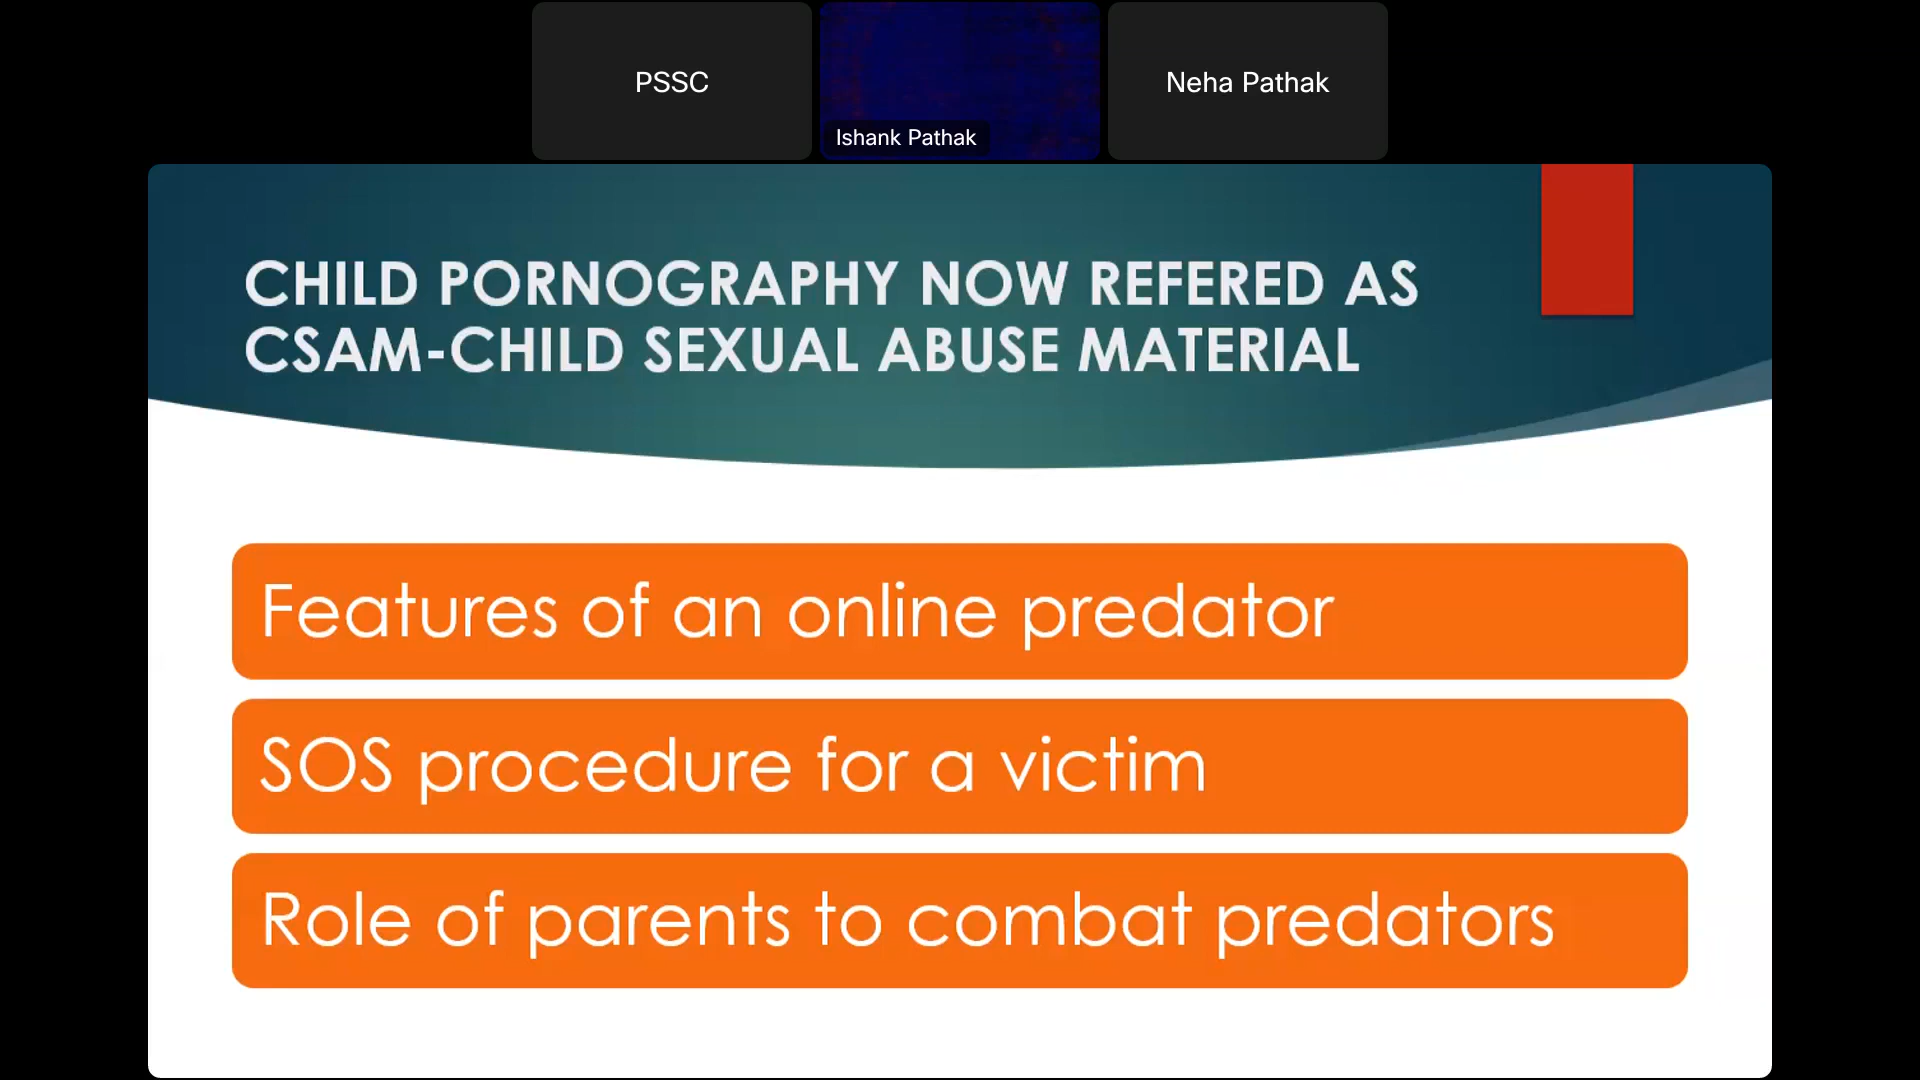 PSSC
Ishank Pathak
Neha Pathak
CHILD PORNOGRAPHY NOW REFERED AS
CSAM-CHILD SEXUAL ABUSE MATERIAL
Features of an online predator
SOS procedure for a victim
Role of parents to combat predators